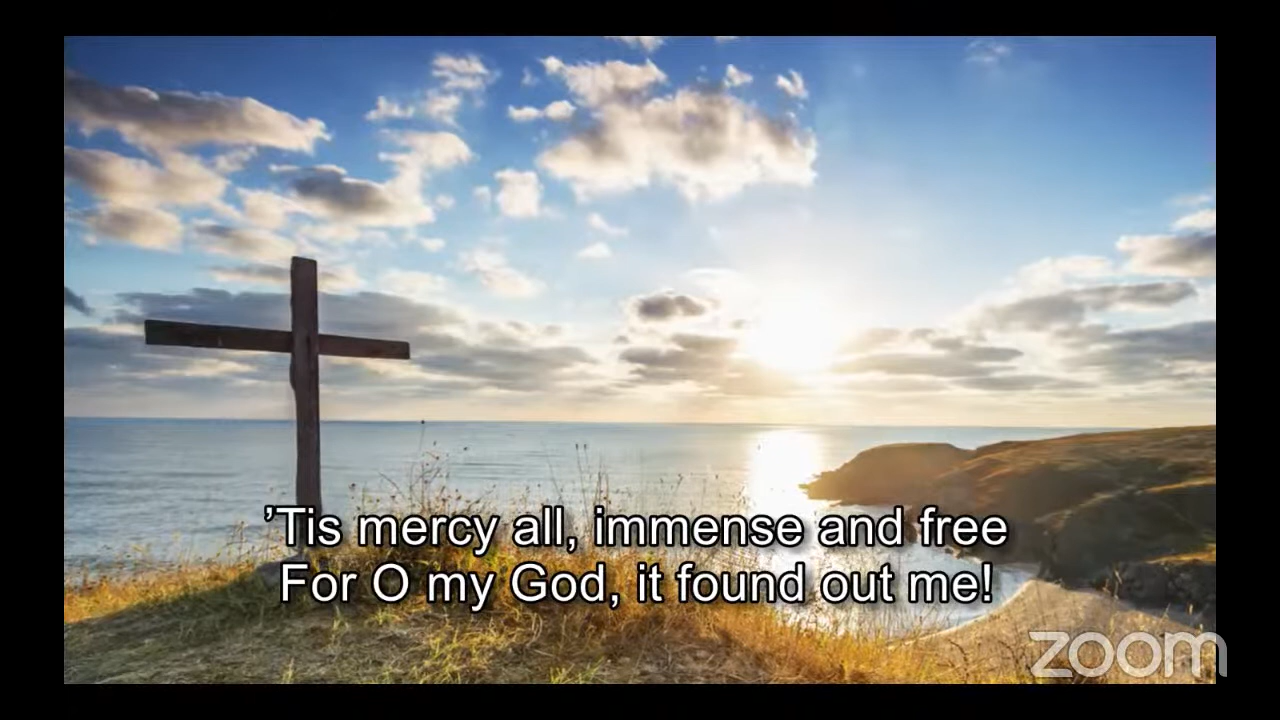 ’Tis mercy all, immense and free
For O my God, it found out me!
zoom